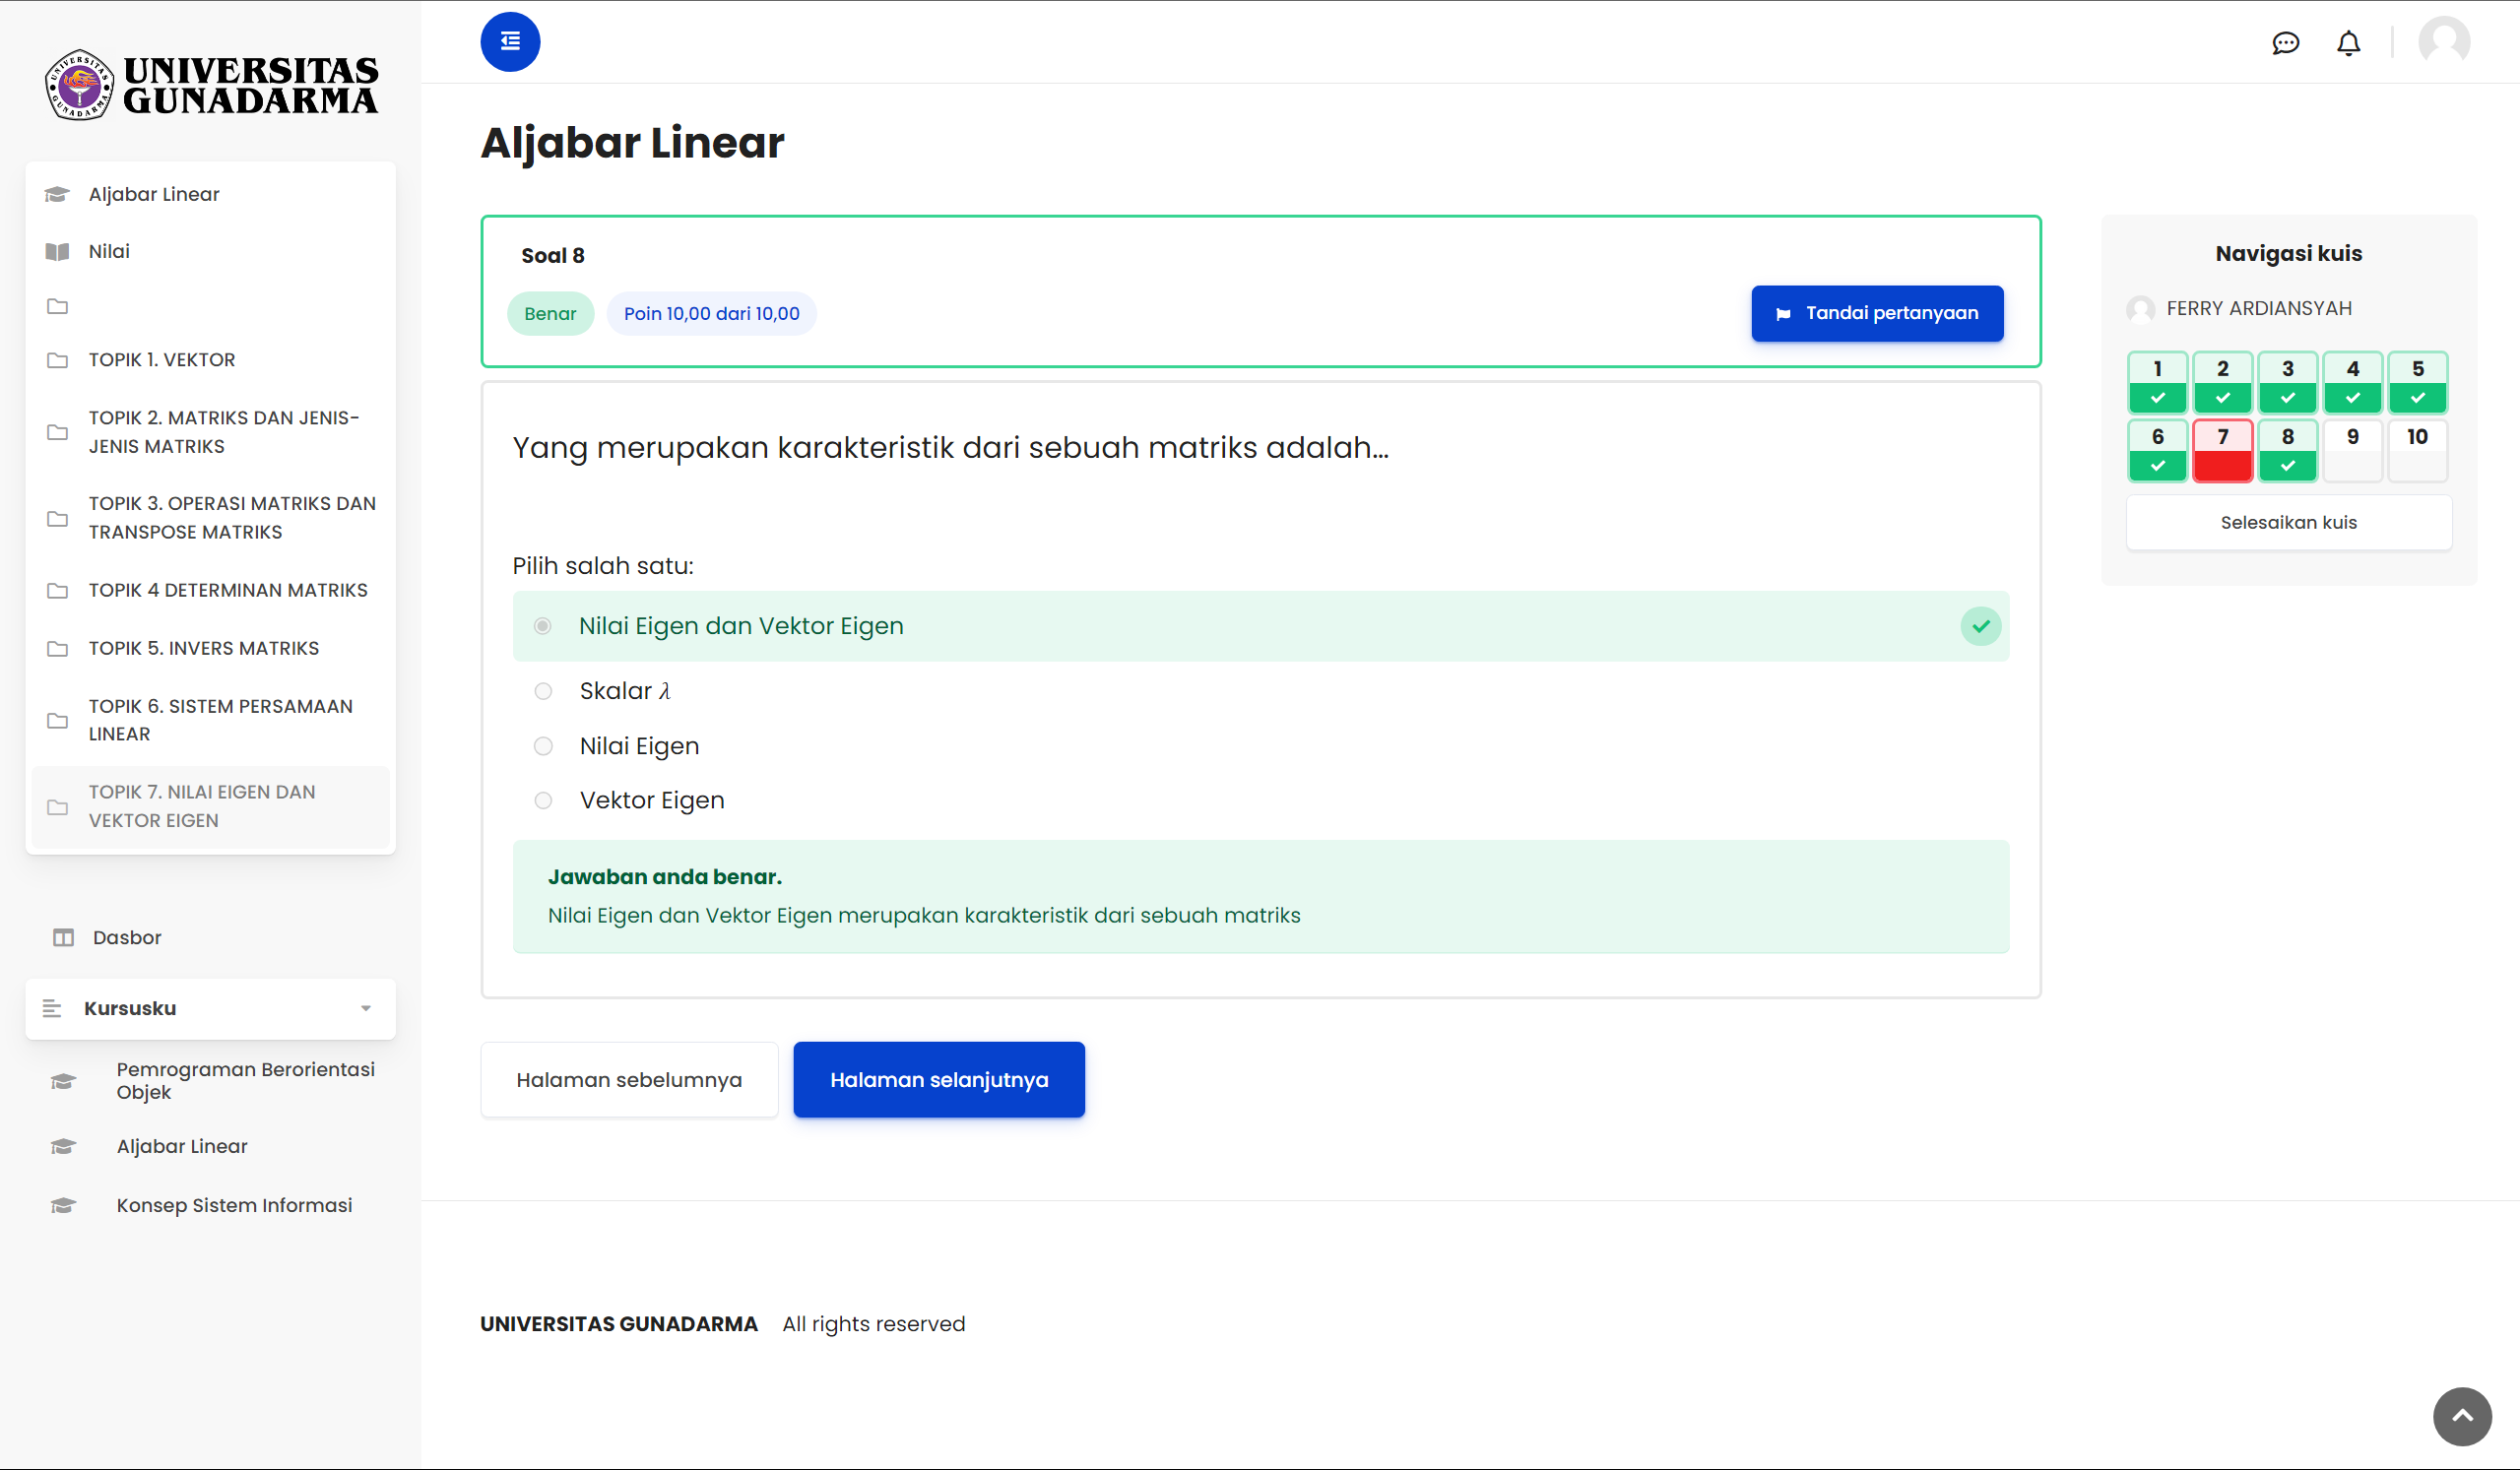 UNIVERSITAS
GUNADARMA
Aljabar Linear
Nilai
TOPIK 1. VEKTOR
TOPIK 2. MATRIKS DAN JENIS-
JENIS MATRIKS
TOPIK 3. OPERASI MATRIKS DAN
TRANSPOSE MATRIKS
TOPIK 4 DETERMINAN MATRIKS
TOPIK 5. INVERS MATRIKS
TOPIK 6. SISTEM PERSAMAAN
LINEAR
TOPIK 7. NILAI EIGEN DAN
VEKTOR EIGEN
Dasbor
Kursusku
Pemrograman Berorientasi
Objek
Aljabar Linear
Konsep Sistem Informasi
Aljabar Linear
Soal 8
Benar
Poin 10,00 dari 10,00
Tandai pertanyaan
Yang merupakan karakteristik dari sebuah matriks adalah...
Pilih salah satu:
Nilai Eigen dan Vektor Eigen
Skalar λ
Nilai Eigen
Vektor Eigen
Jawaban anda benar.
Nilai Eigen dan Vektor Eigen merupakan karakteristik dari sebuah matriks
Halaman sebelumnya
Halaman selanjutnya
Navigasi kuis
FERRY ARDIANSYAH
1 2 3 4 5
6 7 8 9 10
Selesaikan kuis
UNIVERSITAS GUNADARMA All rights reserved